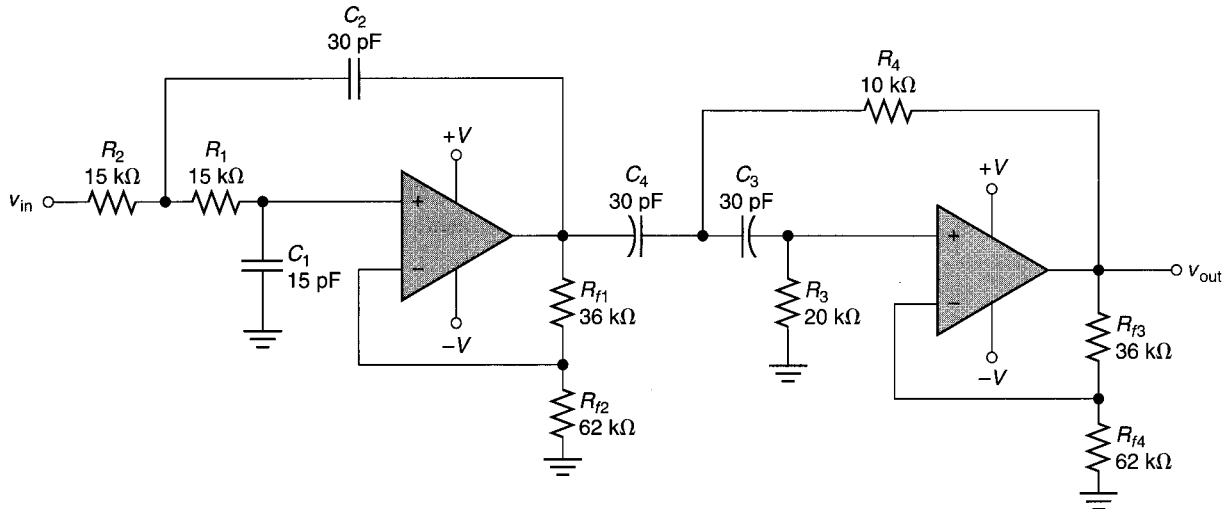 C2
30 pF
R4
10 kΩ
R2
15 kΩ
R1
15 kΩ
+V
vin
+
−
C1
15 pF
−V
C4
30 pF
C3
30 pF
Rf1
36 kΩ
Rf2
62 kΩ
R3
20 kΩ
+V
+
−
−V
vout
Rf3
36 kΩ
Rf4
62 kΩ